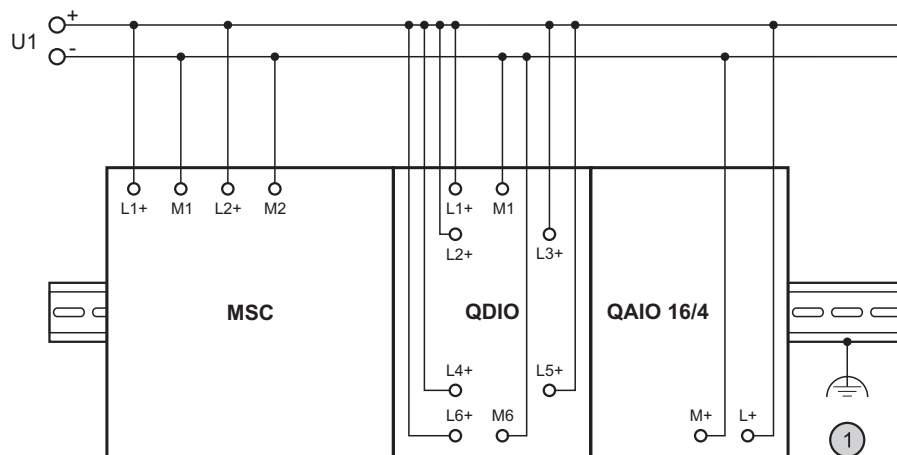 +
U1
-
L1+ M1 L2+ M2
L1+ M1
L2+ L3+
MSC QDIO QAIO 16/4
L4+ L5+
L6+ M6 M+ L+
1